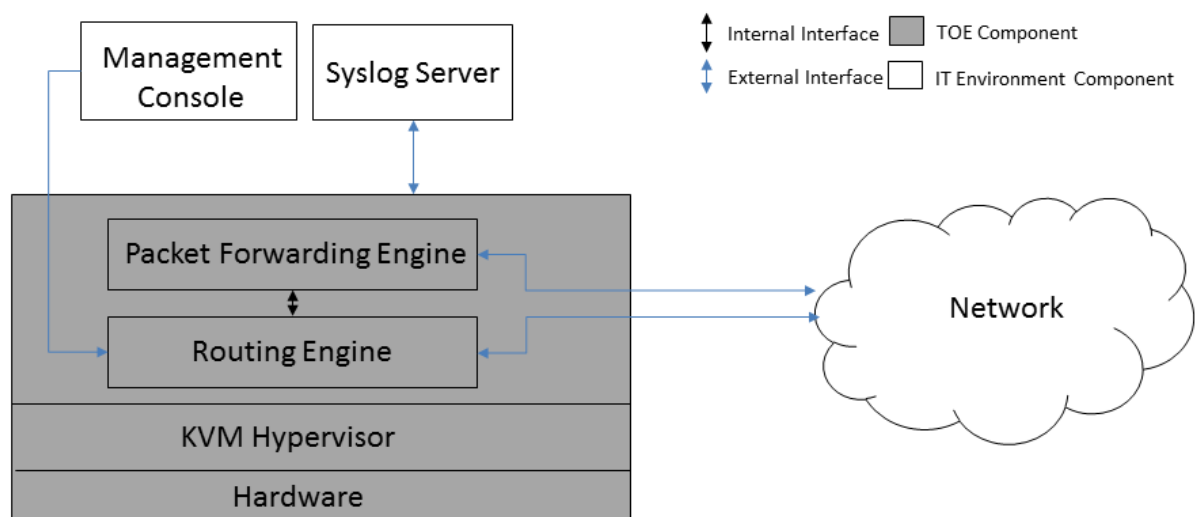 Management
Console
Syslog Server
Internal Interface
TOE Component
External Interface
IT Environment Component
Packet Forwarding Engine
Routing Engine
KVM Hypervisor
Hardware
Network